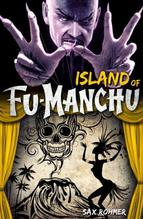 ISLAND OF
FU-MANCHU
SAX ROHMER